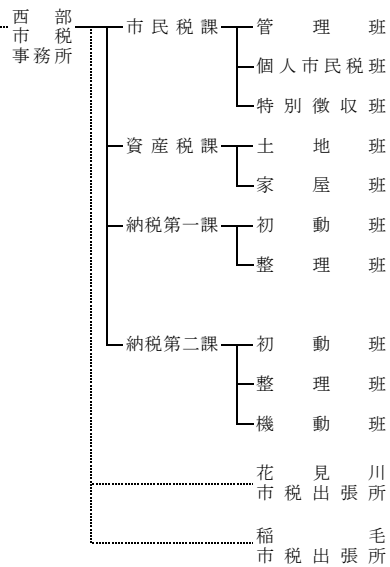 西部
市税
事務所
市民税課
管理班
個人市民税班
特別徴収班
資産税課
土地班
家屋班
納税第一課
初動班
整理班
納税第二課
初動班
整理班
機動班
花見川
市税出張所
稲毛
市税出張所